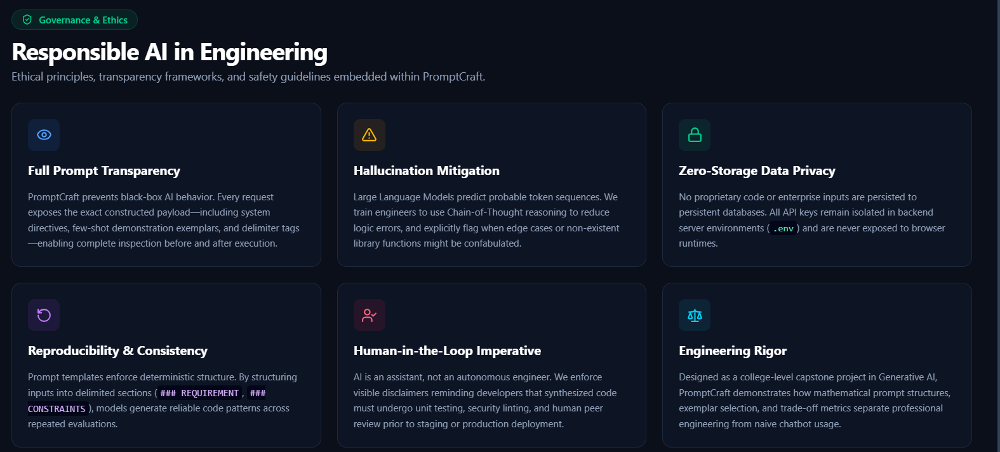 Governance & Ethics
Responsible AI in Engineering
Ethical principles, transparency frameworks, and safety guidelines embedded within PromptCraft.
Full Prompt Transparency
PromptCraft prevents black-box AI behavior. Every request
exposes the exact constructed payload—including system
directives, few-shot demonstration exemplars, and delimiter tags
—enabling complete inspection before and after execution.
Hallucination Mitigation
Large Language Models predict probable token sequences. We
train engineers to use Chain-of-Thought reasoning to reduce
logic errors, and explicitly flag when edge cases or non-existent
library functions might be confabulated.
Zero-Storage Data Privacy
No proprietary code or enterprise inputs are persisted to
persistent databases. All API keys remain isolated in backend
server environments (.env) and are never exposed to browser
runtimes.
Reproducibility & Consistency
Prompt templates enforce deterministic structure. By structuring
inputs into delimited sections (### REQUIREMENT, ###
CONSTRAINTS), models generate reliable code patterns across
repeated evaluations.
Human-in-the-Loop Imperative
AI is an assistant, not an autonomous engineer. We enforce
visible disclaimers reminding developers that synthesized code
must undergo unit testing, security linting, and human peer
review prior to staging or production deployment.
Engineering Rigor
Designed as a college-level capstone project in Generative AI,
PromptCraft demonstrates how mathematical prompt structures,
exemplar selection, and trade-off metrics separate professional
engineering from naive chatbot usage.